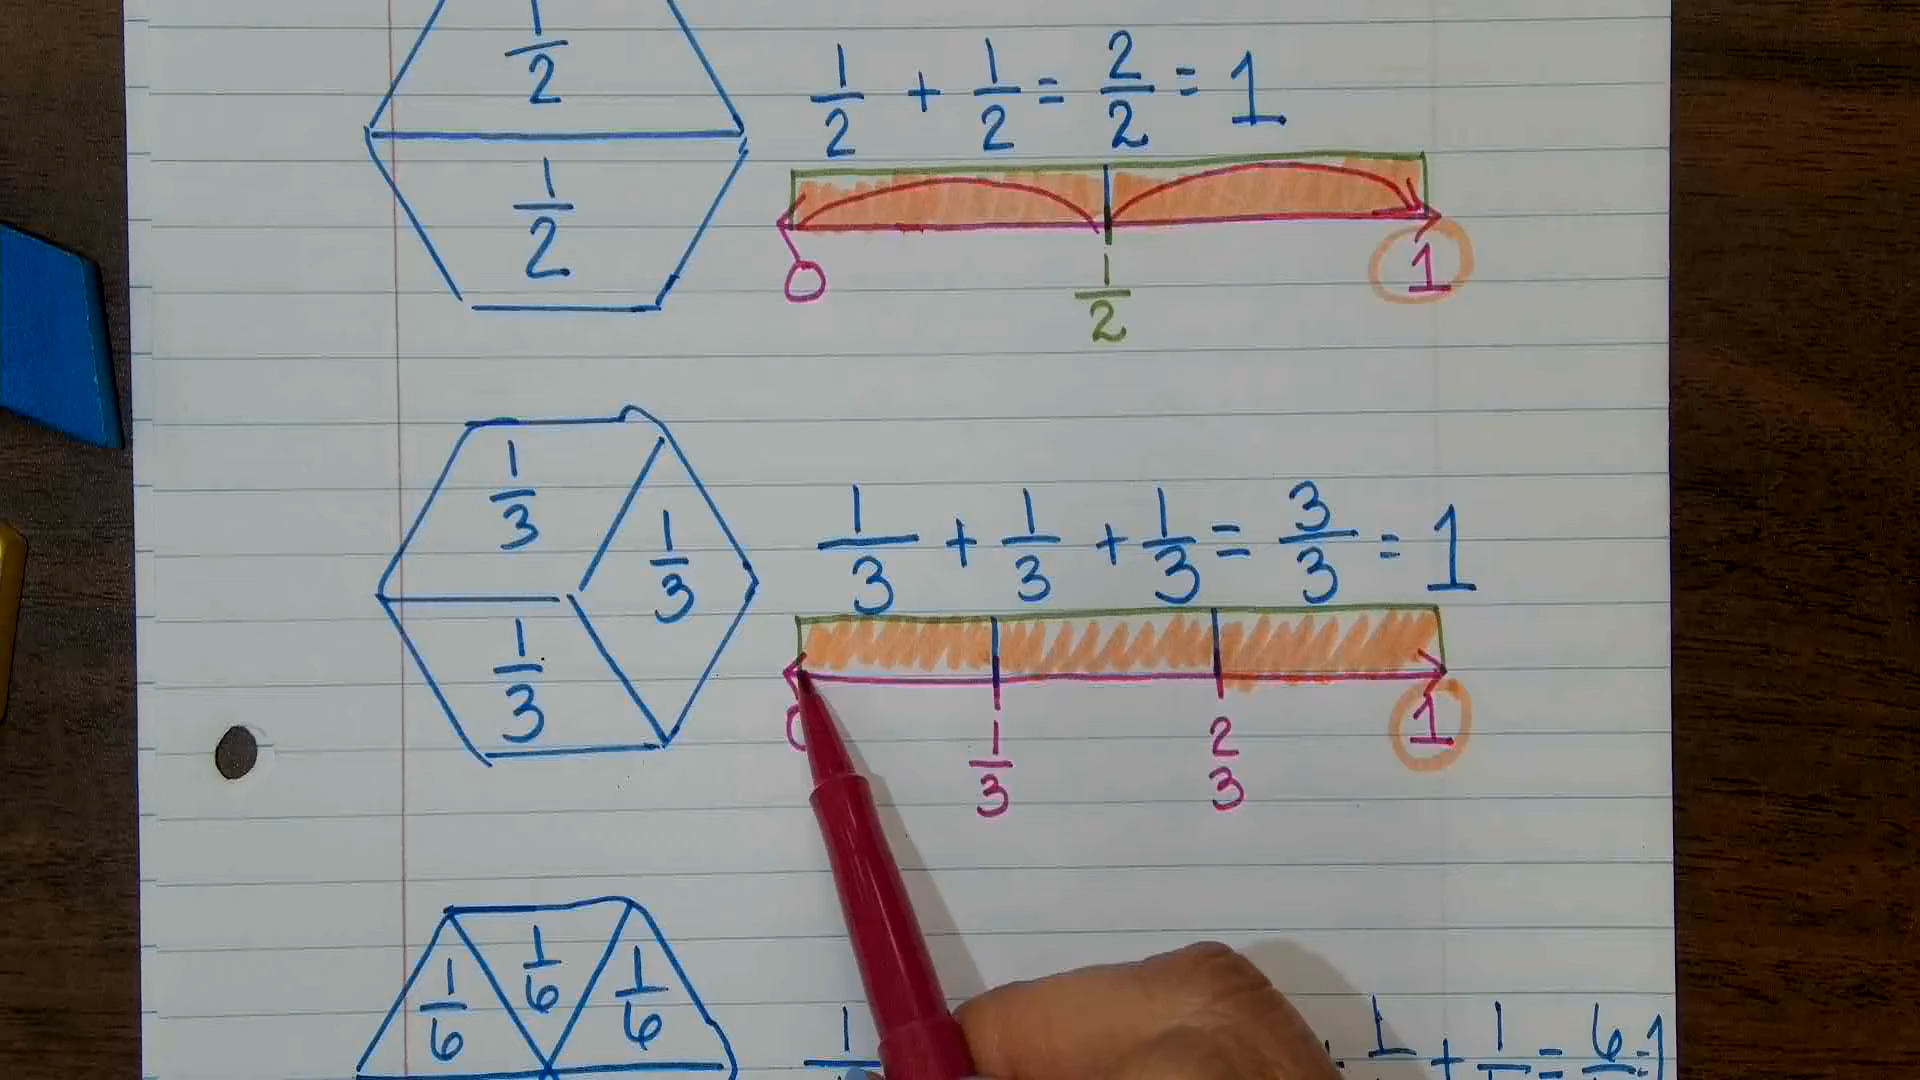 1/2
1/2 + 1/2 = 2/2 = 1
1/2
0 1/2 1
1/3 1/3
1/3 + 1/3 + 1/3 = 3/3 = 1
1/3
1/3 2 3 1
1/6 1/6 1/6